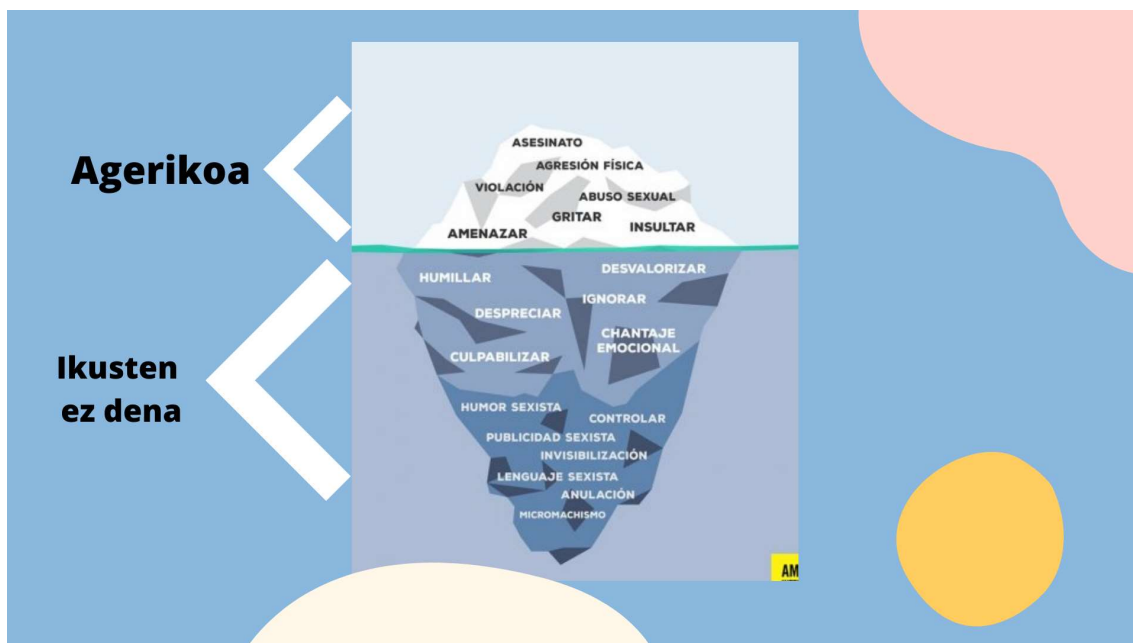 Agerikoa
ASESINATO
AGRESIÓN FÍSICA
VIOLACIÓN
ABUSO SEXUAL
GRITAR
INSULTAR
AMENAZAR
Ikusten
ez dena
DESVALORIZAR
HUMILLAR
IGNORAR
DESPRECIAR
CHANTAJE
EMOCIONAL
CULPABILIZAR
HUMOR SEXISTA
CONTROLAR
PUBLICIDAD SEXISTA
INVISIBILIZACIÓN
LENGUAJE SEXISTA
ANULACIÓN
MICROMACHISMO
AM